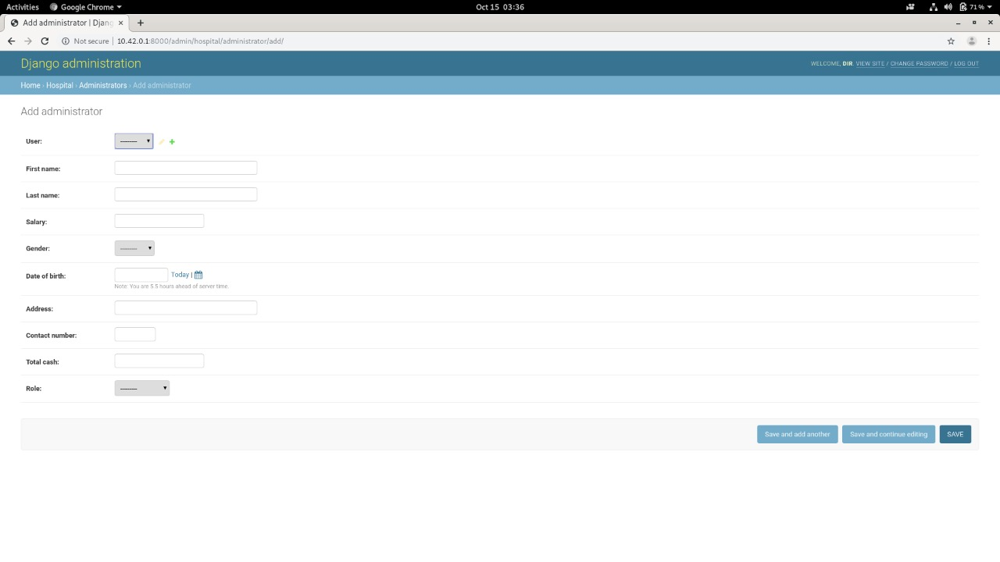 Activities Google Chrome Oct 15 03:36 71%
Add administrator | Djang
Not secure | 10.42.0.1:8000/admin/hospital/administrator/add/
Django administration WELCOME, DIR. VIEW SITE / CHANGE PASSWORD / LOG OUT
Home › Hospital › Administrators › Add administrator
Add administrator
User: ---------
First name:
Last name:
Salary:
Gender: ---------
Date of birth: Today |
Note: You are 5.5 hours ahead of server time.
Address:
Contact number:
Total cash:
Role: ---------
Save and add another Save and continue editing SAVE